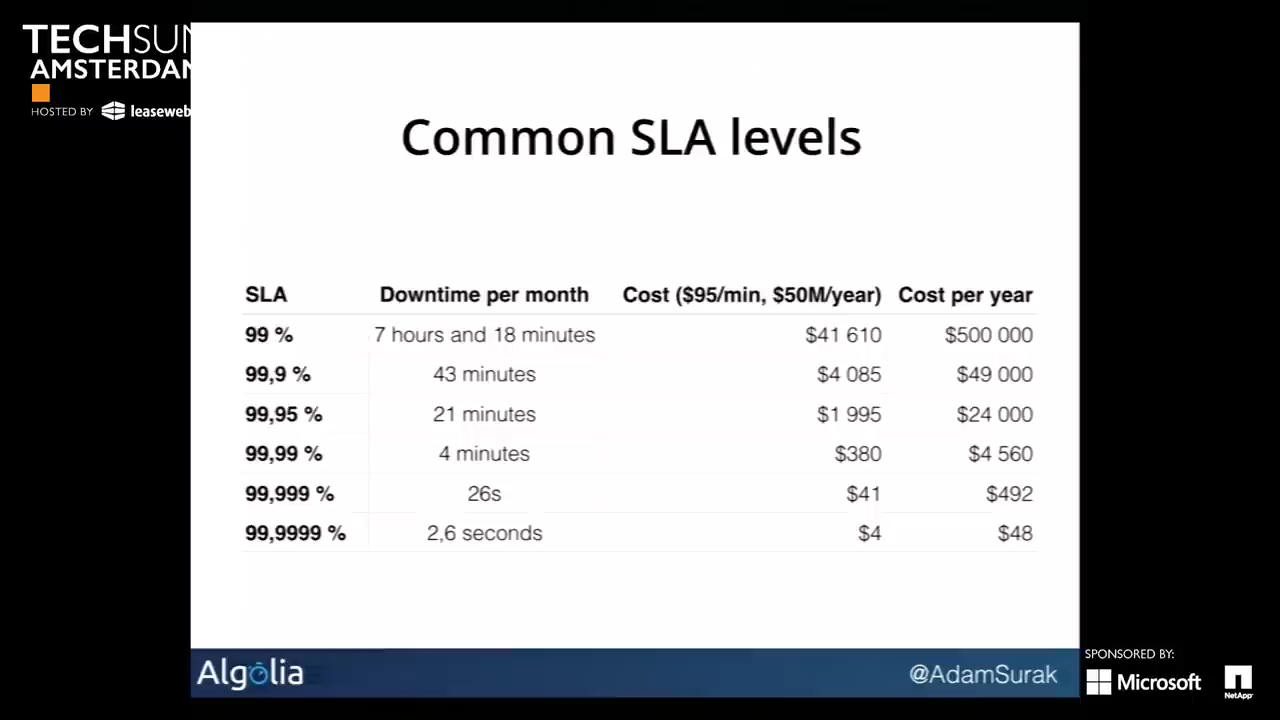 TECHSUM
AMSTERDAM
HOSTED BY leaseweb
Common SLA levels
SLA Downtime per month Cost ($95/min, $50M/year) Cost per year
99 % 7 hours and 18 minutes $41 610 $500 000
99,9 % 43 minutes $4 085 $49 000
99,95 % 21 minutes $1 995 $24 000
99,99 % 4 minutes $380 $4 560
99,999 % 26s $41 $492
99,9999 % 2,6 seconds $4 $48
Algolia @AdamSurak
SPONSORED BY:
Microsoft
NetApp